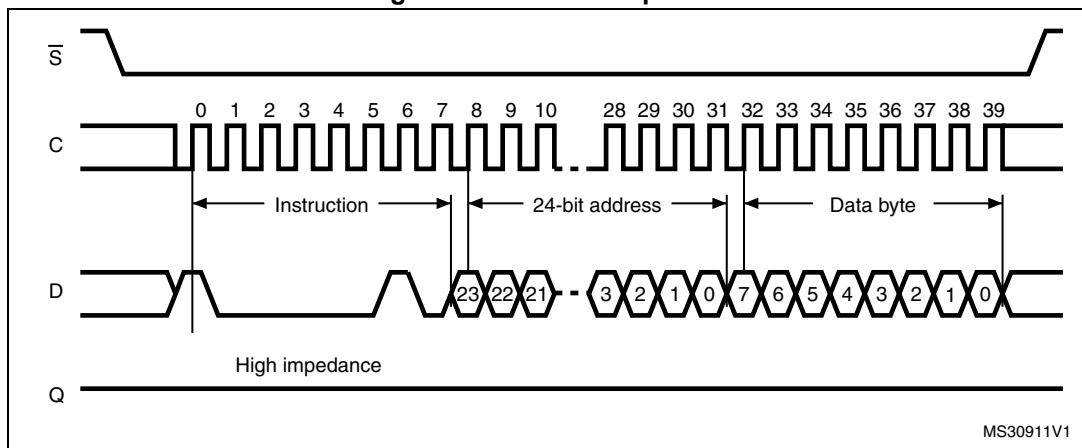 S
0 1 2 3 4 5 6 7 8 9 10 28 29 30 31 32 33 34 35 36 37 38 39
C
Instruction 24-bit address Data byte
D 23 22 21 3 2 1 0 7 6 5 4 3 2 1 0
High impedance
Q
MS30911V1